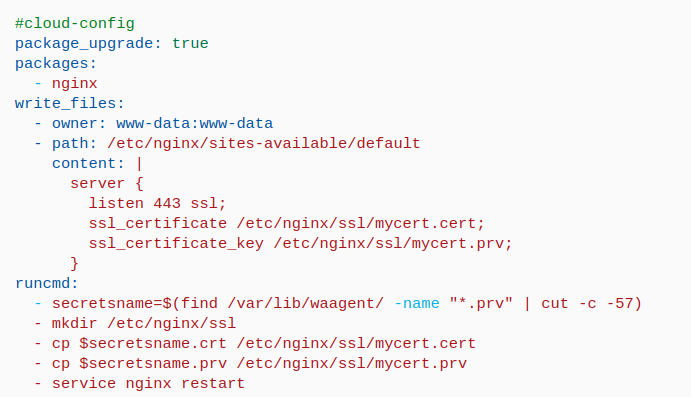 #cloud-config
package_upgrade: true
packages:
  - nginx
write_files:
  - owner: www-data:www-data
  - path: /etc/nginx/sites-available/default
    content: |
      server {
        listen 443 ssl;
        ssl_certificate /etc/nginx/ssl/mycert.cert;
        ssl_certificate_key /etc/nginx/ssl/mycert.prv;
      }
runcmd:
  - secretsname=$(find /var/lib/waagent/ -name "*.prv" | cut -c -57)
  - mkdir /etc/nginx/ssl
  - cp $secretsname.crt /etc/nginx/ssl/mycert.cert
  - cp $secretsname.prv /etc/nginx/ssl/mycert.prv
  - service nginx restart